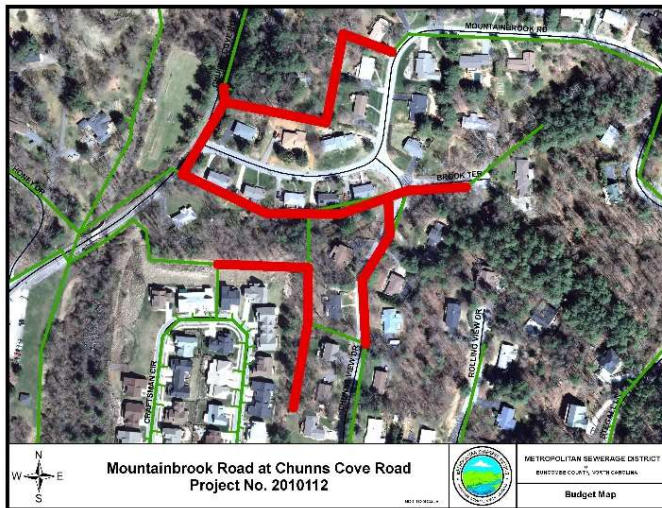 MOUNTAINBROOK RD
BROOK TER
CRAFTSMAN CIR
ROLLING VIEW DR
N
W E
S
Mountainbrook Road at Chunns Cove Road
Project No. 2010112
METROPOLITAN SEWERAGE DISTRICT
BUNCOMBE COUNTY, NORTH CAROLINA
Budget Map